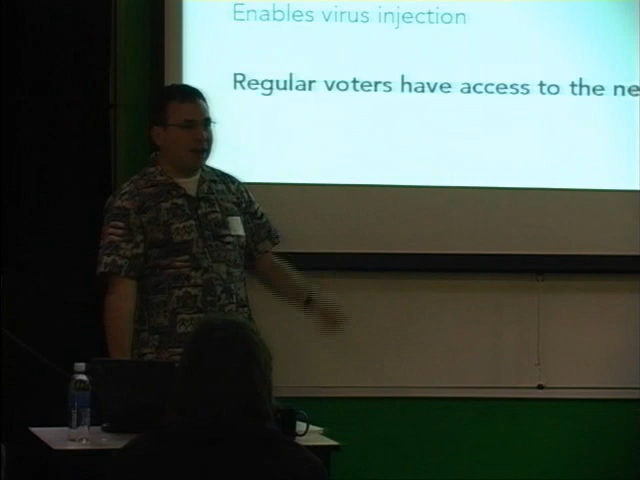 Enables virus injection
Regular voters have access to the ne